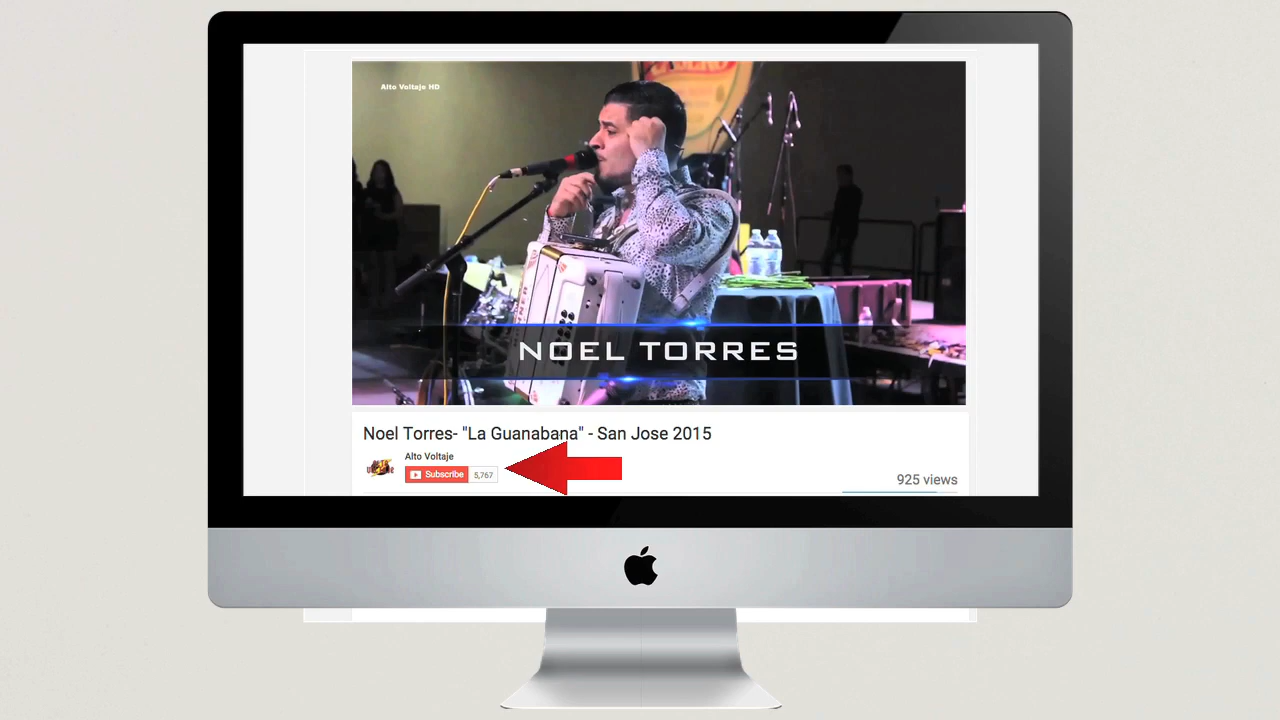 Alto Voltaje HD
NOEL TORRES
Noel Torres- "La Guanabana" - San Jose 2015
Alto Voltaje
Subscribe 5,767
925 views